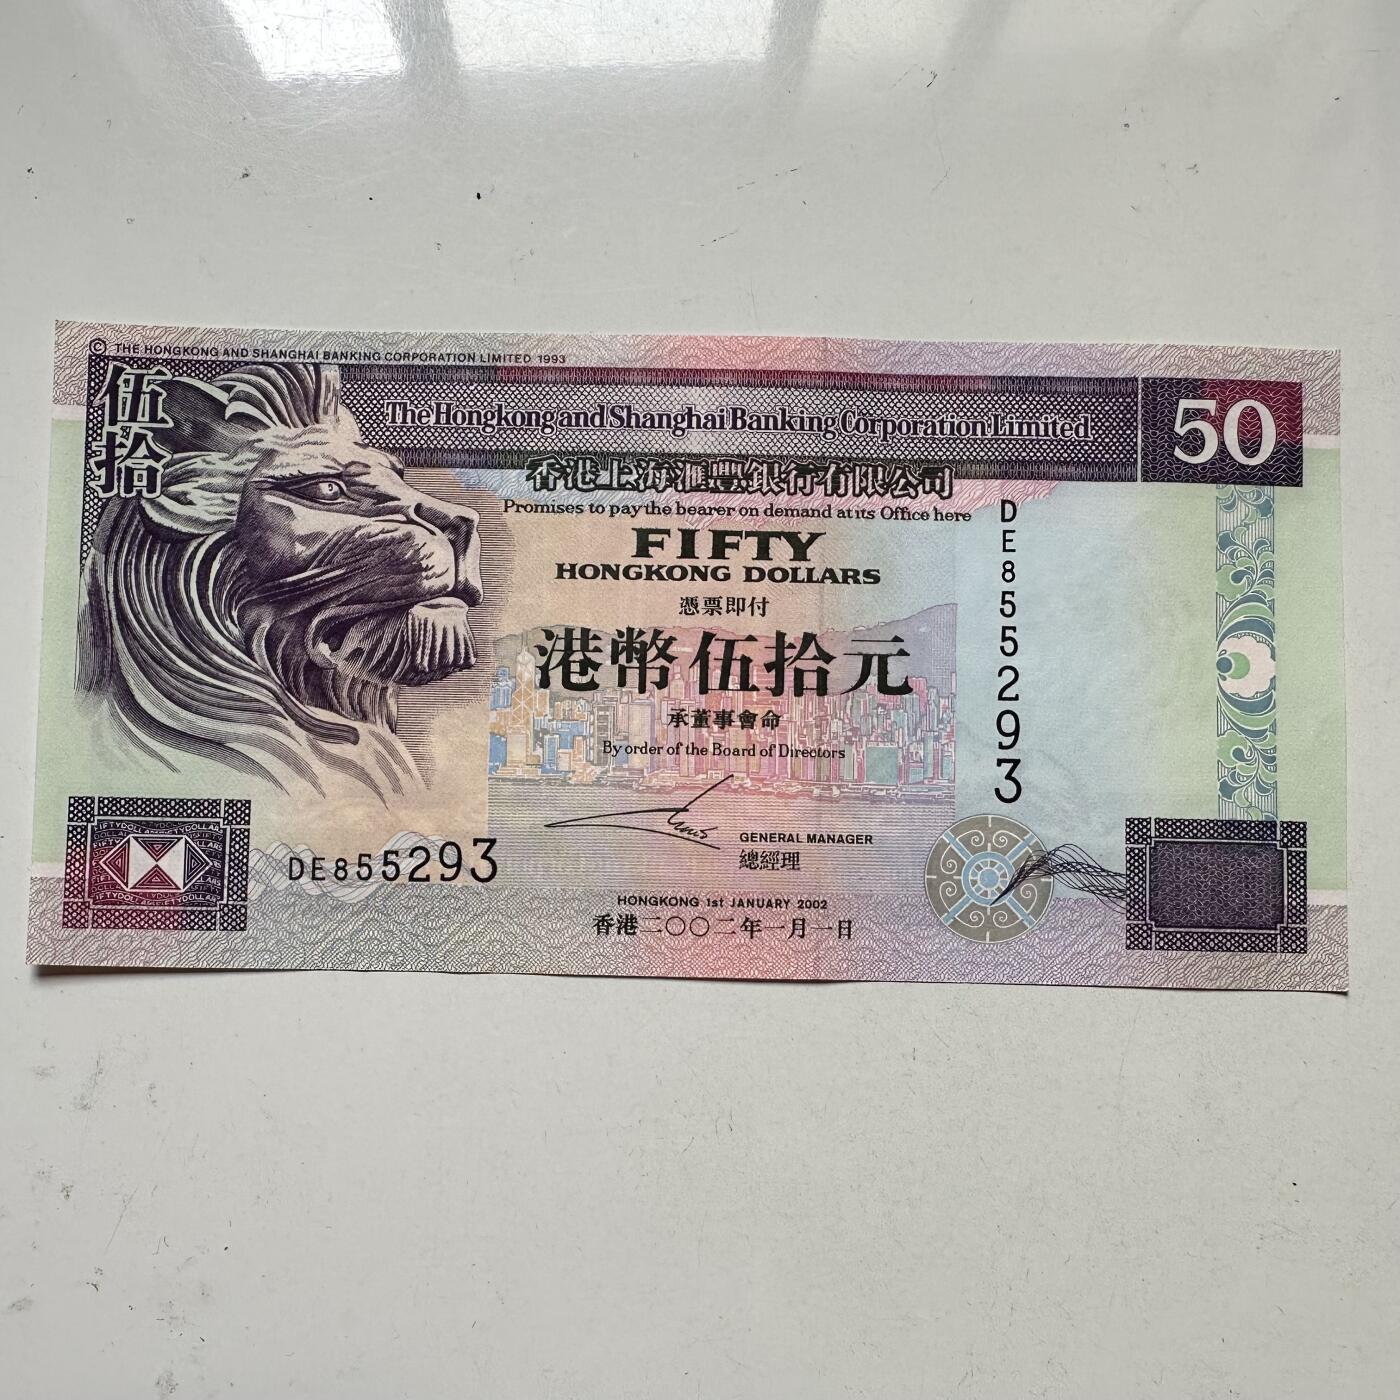 © THE HONGKONG AND SHANGHAI BANKING CORPORATION LIMITED 1993
伍拾
The Hongkong and Shanghai Banking Corporation Limited
50
香港上海滙豐銀行有限公司
Promises to pay the bearer on demand at its Office here
DE855293
FIFTY
HONGKONG DOLLARS
憑票即付
港幣伍拾元
承董事會命
By order of the Board of Directors
GENERAL MANAGER
總經理
DE855293
HONGKONG 1st JANUARY 2002
香港二〇〇二年一月一日